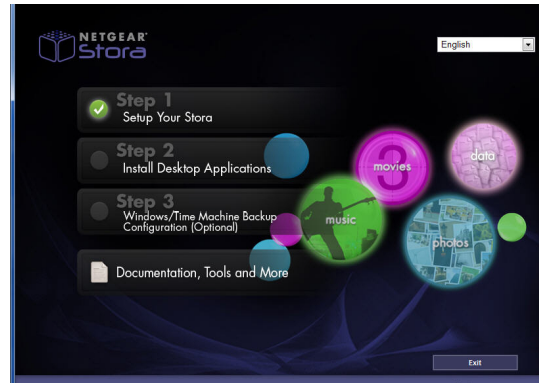 NETGEAR®
Stora
English
Step 1
Setup Your Stora
Step 2
Install Desktop Applications
Step 3
Windows/Time Machine Backup
Configuration (Optional)
Documentation, Tools and More
movies
3
data
music
photos
Exit